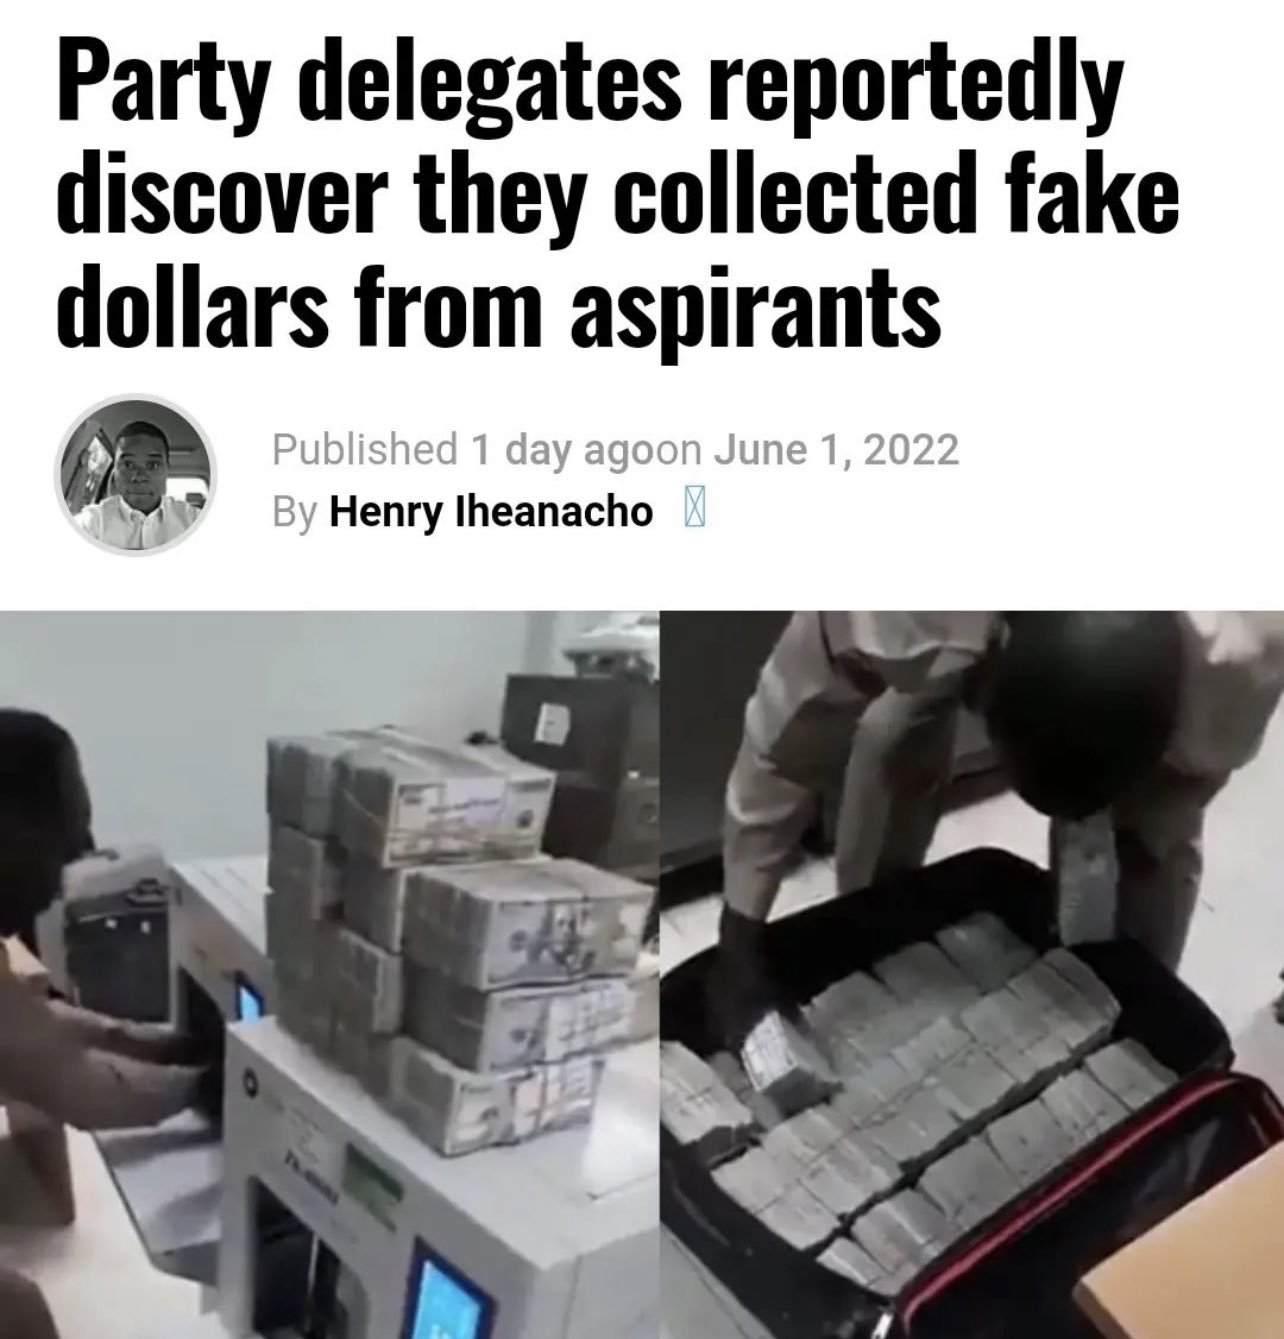 Party delegates reportedly
discover they collected fake
dollars from aspirants
Published 1 day agoon June 1, 2022
By Henry Iheanacho